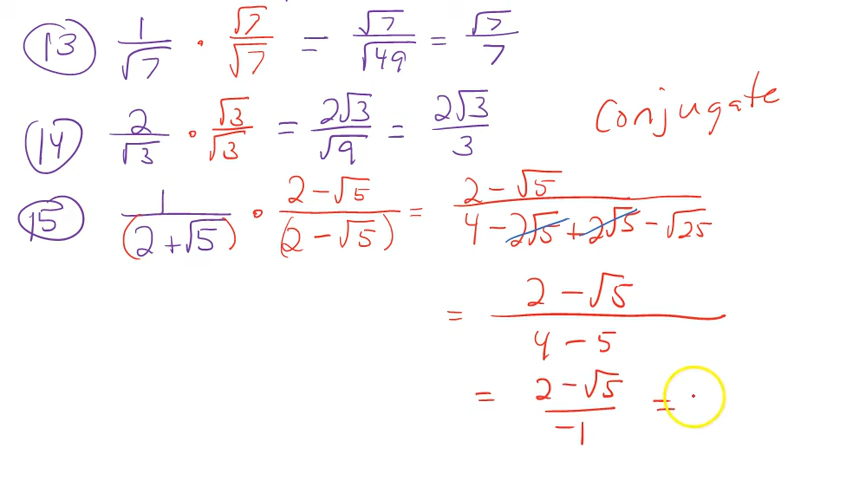 13 1/√7 · √7/√7 = √7/√49 = √7/7
14 2/√3 · √3/√3 = 2√3/√9 = 2√3/3
Conjugate
15 1/(2+√5) · 2-√5/(2-√5) = 2-√5/4-2√5+2√5-√25
= 2-√5/4-5
= 2-√5/-1 =